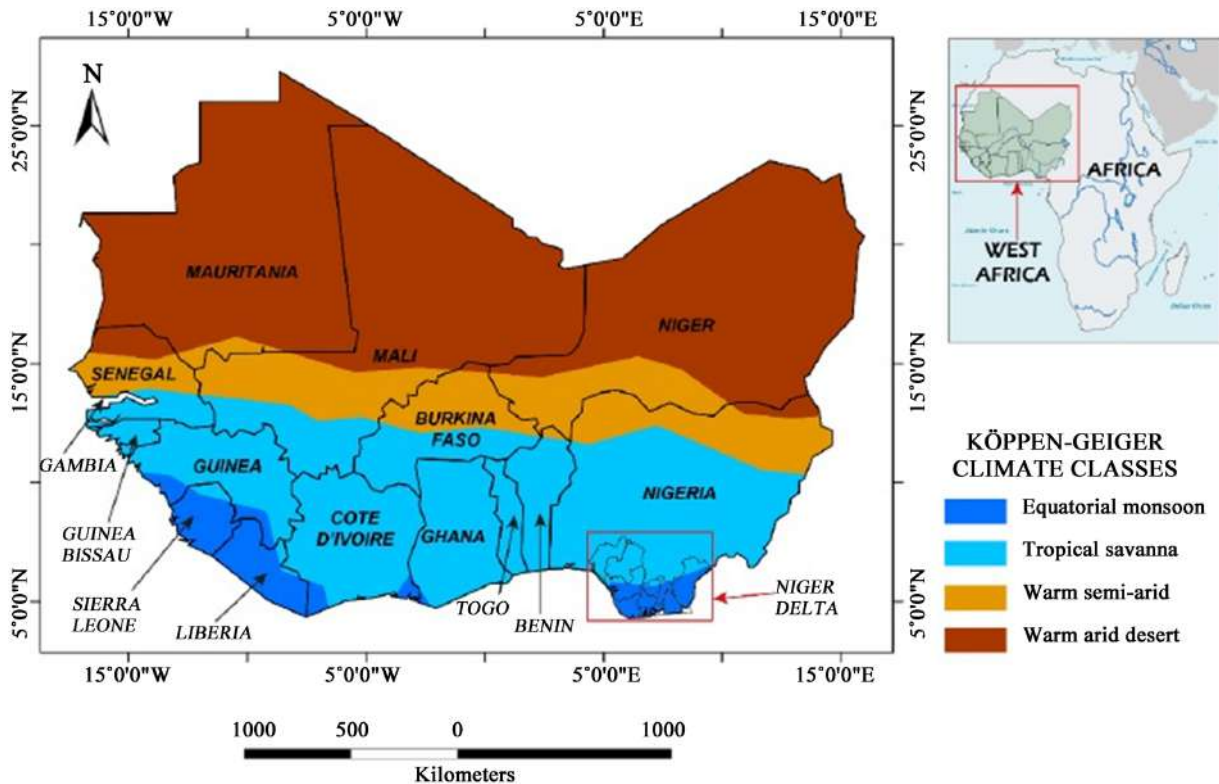 15°0'0"W
5°0'0"W
5°0'0"E
15°0'0"E
N
25°0'0"N
15°0'0"N
5°0'0"N
25°0'0"N
15°0'0"N
5°0'0"N
MAURITANIA
NIGER
MALI
SENEGAL
BURKINA
FASO
GAMBIA
GUINEA
NIGERIA
COTE
D'IVOIRE
GHANA
GUINEA
BISSAU
SIERRA
LEONE
LIBERIA
TOGO
BENIN
NIGER
DELTA
15°0'0"W
5°0'0"W
5°0'0"E
15°0'0"E
1000
500
0
1000
Kilometers
AFRICA
WEST
AFRICA
KÖPPEN-GEIGER
CLIMATE CLASSES
Equatorial monsoon
Tropical savanna
Warm semi-arid
Warm arid desert